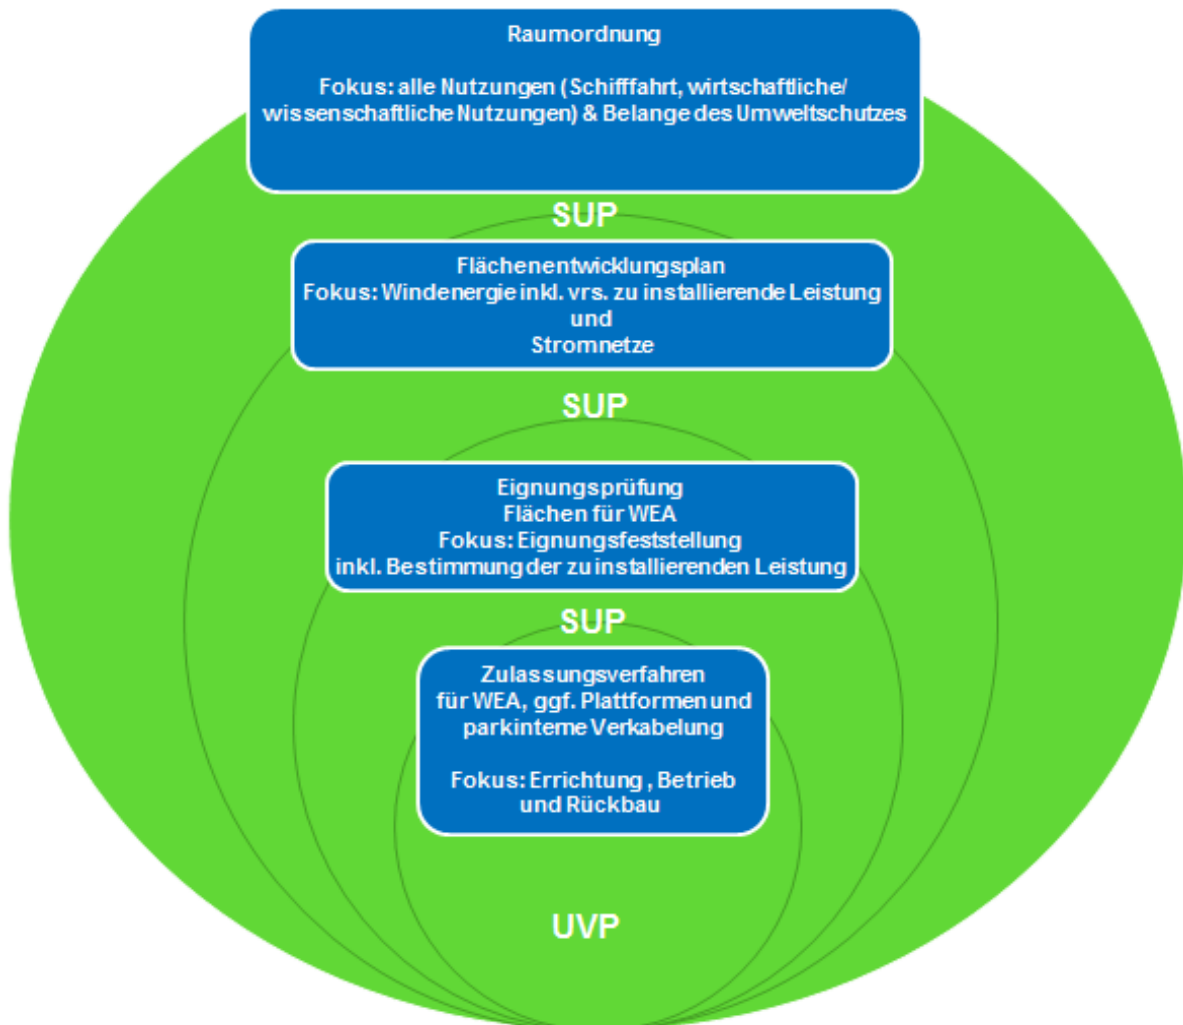 Raumordnung
Fokus: alle Nutzungen (Schifffahrt, wirtschaftliche/
wissenschaftliche Nutzungen) & Belange des Umweltschutzes
SUP
Flächenentwicklungsplan
Fokus: Windenergie inkl. vrs. zu installierende Leistung
und
Stromnetze
SUP
Eignungsprüfung
Flächen für WEA
Fokus: Eignungsfeststellung
inkl. Bestimmung der zu installierenden Leistung
SUP
Zulassungsverfahren
für WEA, ggf. Plattformen und
parkinterne Verkabelung
Fokus: Errichtung , Betrieb
und Rückbau
UVP